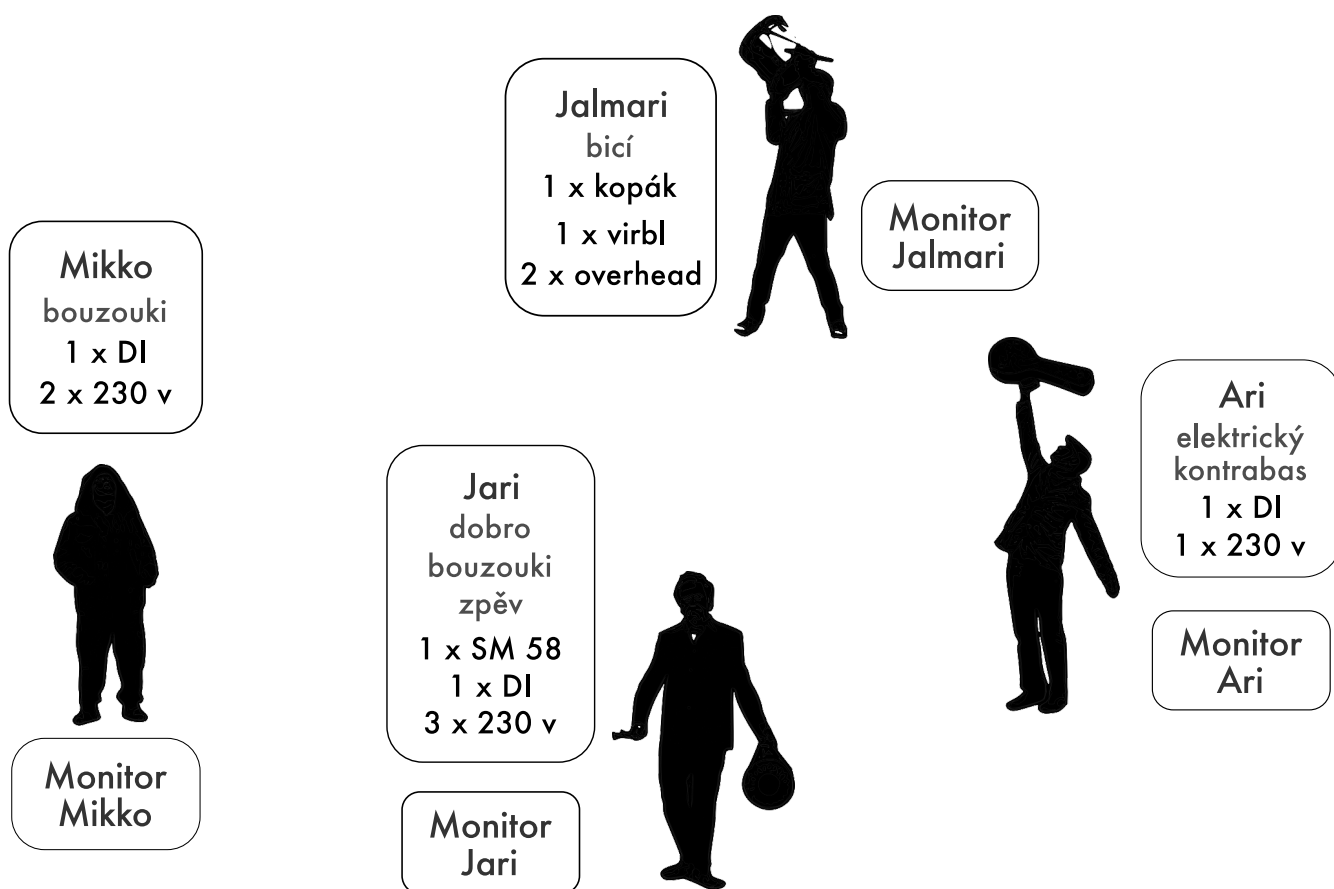 Jalmari
bicí
1 x kopák
1 x virbl
2 x overhead
Monitor
Jalmari
Mikko
bouzouki
1 x DI
2 x 230 v
Ari
elektrický
kontrabas
1 x DI
1 x 230 v
Jari
dobro
bouzouki
zpěv
1 x SM 58
1 x DI
3 x 230 v
Monitor
Ari
Monitor
Mikko
Monitor
Jari